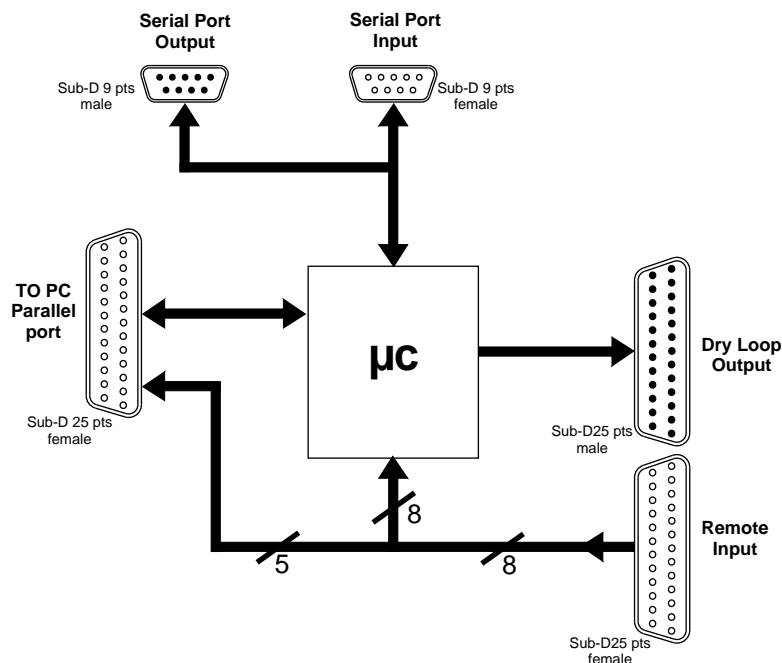 Serial Port
Output
Serial Port
Input
Sub-D 9 pts
male
Sub-D 9 pts
female
TO PC
Parallel
port
Sub-D 25 pts
female
µc
Dry Loop
Output
Sub-D25 pts
male
8
5
8
Remote
Input
Sub-D25 pts
female